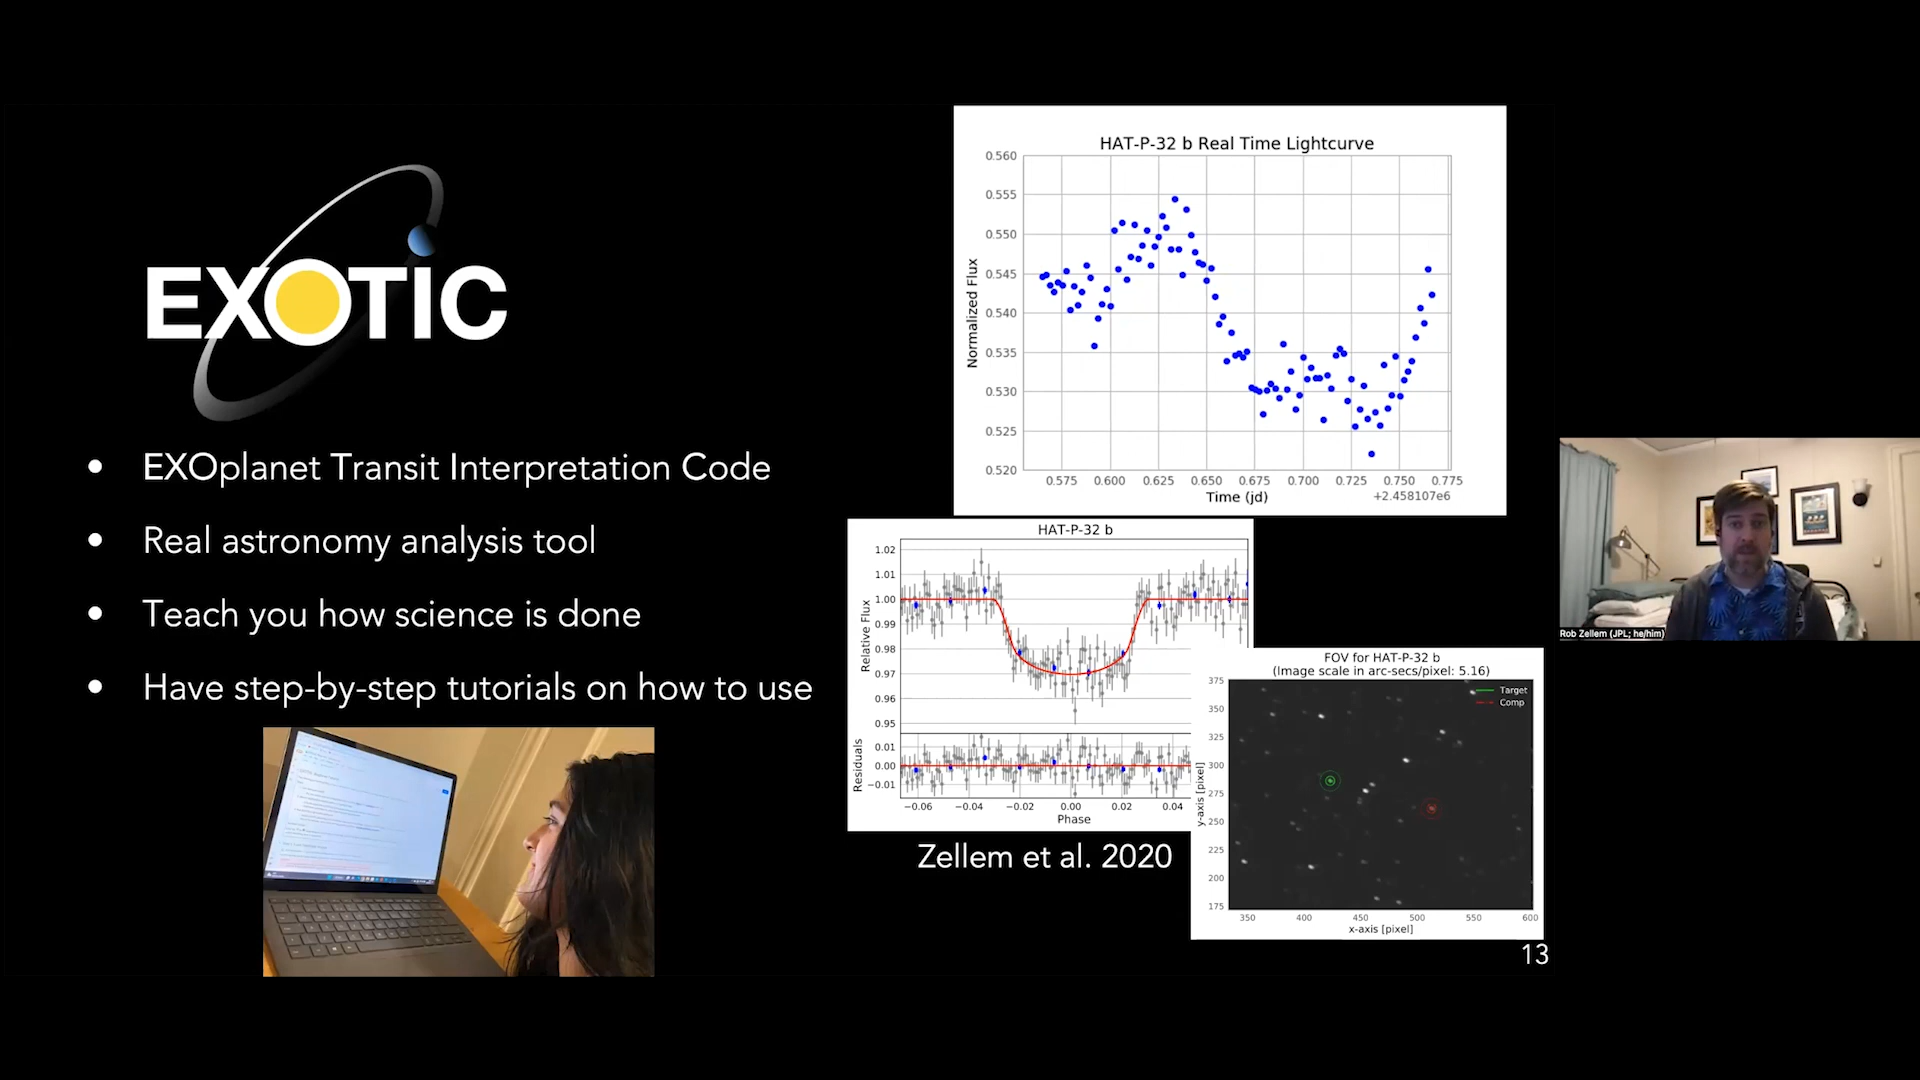 EXOTIC
EXOplanet Transit Interpretation Code
Real astronomy analysis tool
Teach you how science is done
Have step-by-step tutorials on how to use
HAT-P-32 b Real Time Lightcurve
Normalized Flux
0.560
0.555
0.550
0.545
0.540
0.535
0.530
0.525
0.520
0.575 0.600 0.625 0.650 0.675 0.700 0.725 0.750 0.775
Time (jd)
+2.458107e6
HAT-P-32 b
Relative Flux
1.02
1.01
1.00
0.99
0.98
0.97
0.96
0.95
Residuals
0.01
0.00
−0.01
−0.06 −0.04 −0.02 0.00 0.02 0.04
Phase
Zellem et al. 2020
FOV for HAT-P-32 b
(Image scale in arc-secs/pixel: 5.16)
Target
Comp
y-axis [pixel]
375
350
325
300
275
250
225
200
175
350 400 450 500 550 600
x-axis [pixel]
13
Rob Zellem (JPL; he/him)